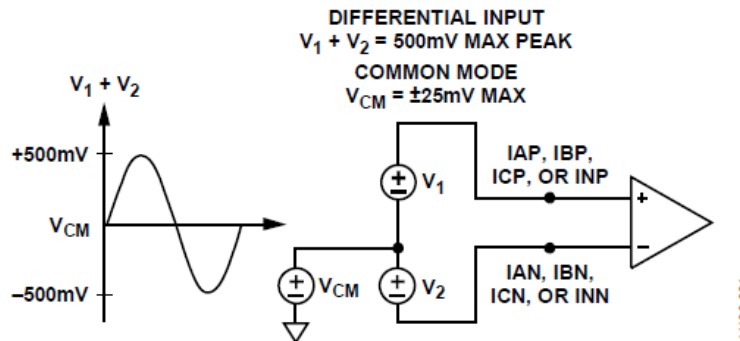 DIFFERENTIAL INPUT
V1 + V2 = 500mV MAX PEAK
COMMON MODE
VCM = ±25mV MAX
V1 + V2
+500mV
VCM
–500mV
V1
VCM
V2
IAP, IBP,
ICP, OR INP
+
–
IAN, IBN,
ICN, OR INN